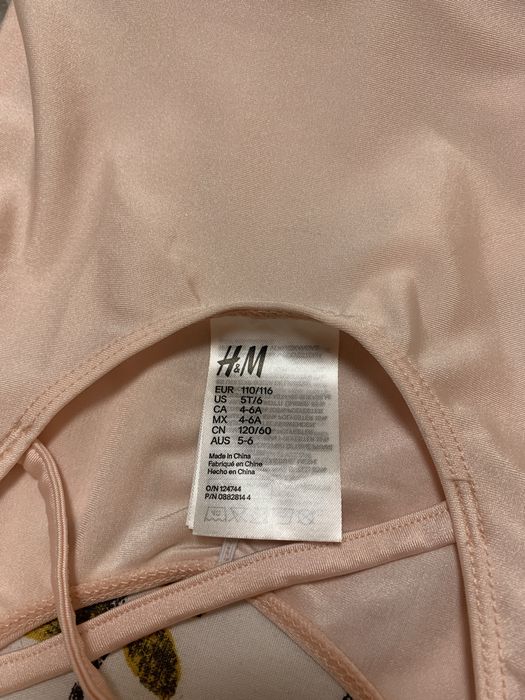 H&M
EUR 110/116
US 5T/6
CA 4-6A
MX 4-6A
CN 120/60
AUS 5-6
Made in China
Fabriqué en Chine
Hecho en China
O/N 124744
P/N 0882814 4